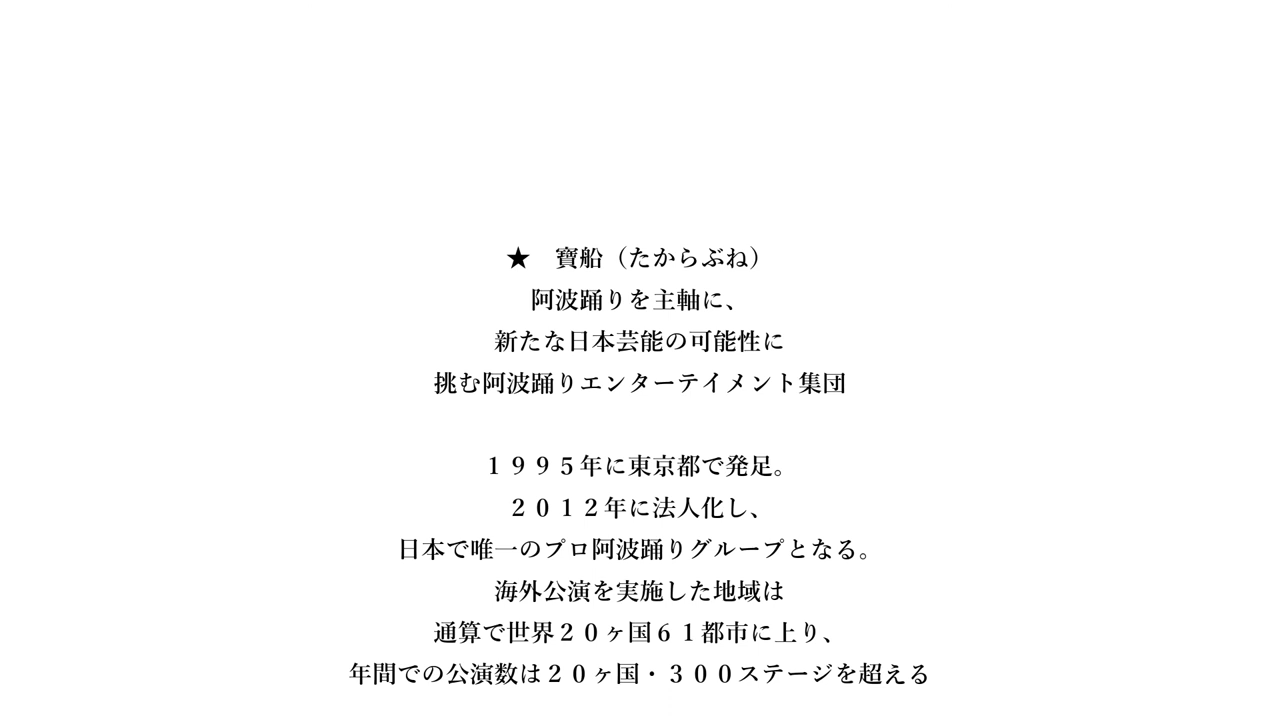 ★　寶船（たからぶね）
阿波踊りを主軸に、
新たな日本芸能の可能性に
挑む阿波踊りエンターテイメント集団
１９９５年に東京都で発足。
２０１２年に法人化し、
日本で唯一のプロ阿波踊りグループとなる。
海外公演を実施した地域は
通算で世界２０ヶ国６１都市に上り、
年間での公演数は２０ヶ国・３００ステージを超える